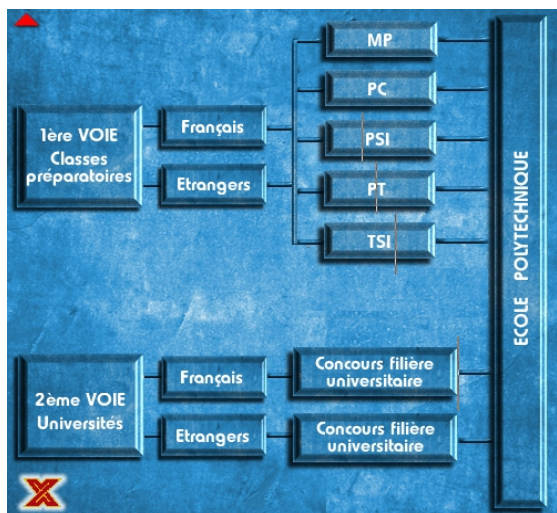 1ère VOIE
Classes
préparatoires
Français
Etrangers
MP
PC
PSI
PT
TSI
2ème VOIE
Universités
Français
Etrangers
Concours filière
universitaire
Concours filière
universitaire
ECOLE POLYTECHNIQUE
X